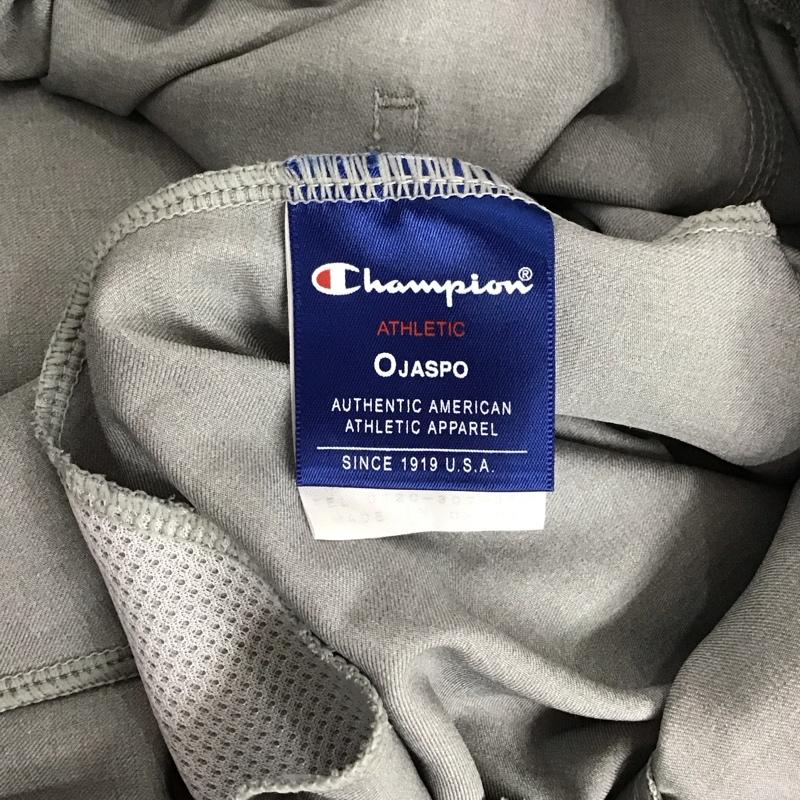 Champion®
ATHLETIC
OJASPO
AUTHENTIC AMERICAN
ATHLETIC APPAREL
SINCE 1919 U.S.A.